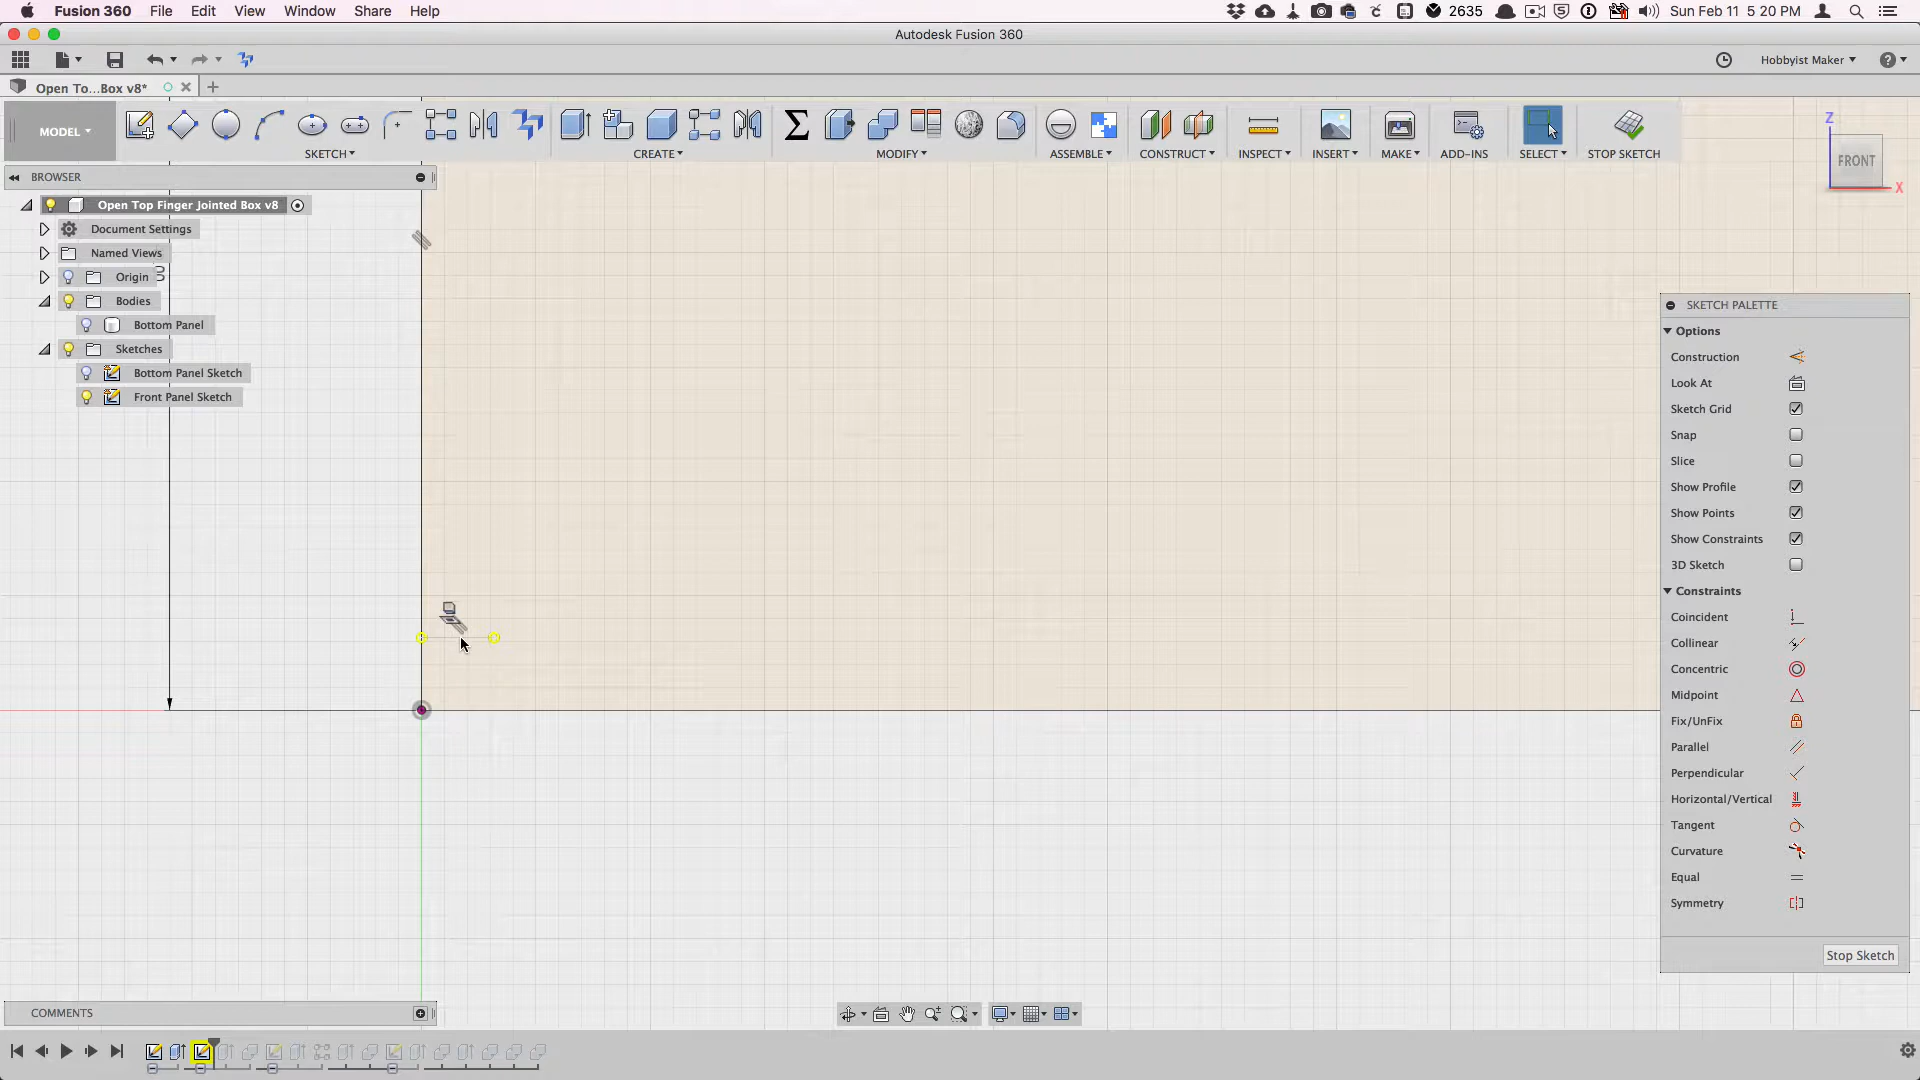 Fusion 360 File Edit View Window Share Help 2635 Sun Feb 11 5:20 PM
Autodesk Fusion 360
Hobbyist Maker
Open To...Box v8*
MODEL
SKETCH CREATE MODIFY ASSEMBLE CONSTRUCT INSPECT INSERT MAKE ADD-INS SELECT STOP SKETCH
Z
FRONT
X
BROWSER
Open Top Finger Jointed Box v8
Document Settings
Named Views
Origin
Bodies
Bottom Panel
Sketches
Bottom Panel Sketch
Front Panel Sketch
SKETCH PALETTE
Options
Construction
Look At
Sketch Grid
Snap
Slice
Show Profile
Show Points
Show Constraints
3D Sketch
Constraints
Coincident
Collinear
Concentric
Midpoint
Fix/UnFix
Parallel
Perpendicular
Horizontal/Vertical
Tangent
Curvature
Equal
Symmetry
Stop Sketch
COMMENTS